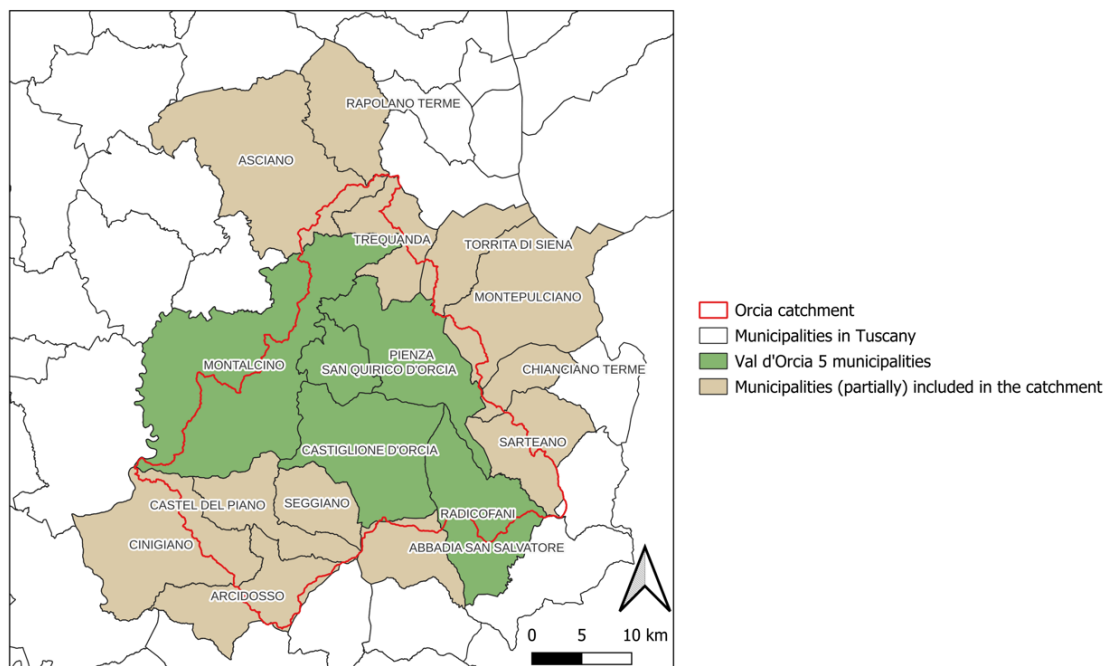 RAPOLANO TERME
ASCIANO
TREQUANDA
TORRITA DI SIENA
MONTEPULCIANO
PIENZA
MONTALCINO
SAN QUIRICO D'ORCIA
CHIANCIANO TERME
CASTIGLIONE D'ORCIA
SARTEANO
CASTEL DEL PIANO
SEGGIANO
RADICOFANI
CINIGIANO
ABBADIA SAN SALVATORE
ARCIDOSSO
0 5 10 km
Orcia catchment
Municipalities in Tuscany
Val d'Orcia 5 municipalities
Municipalities (partially) included in the catchment